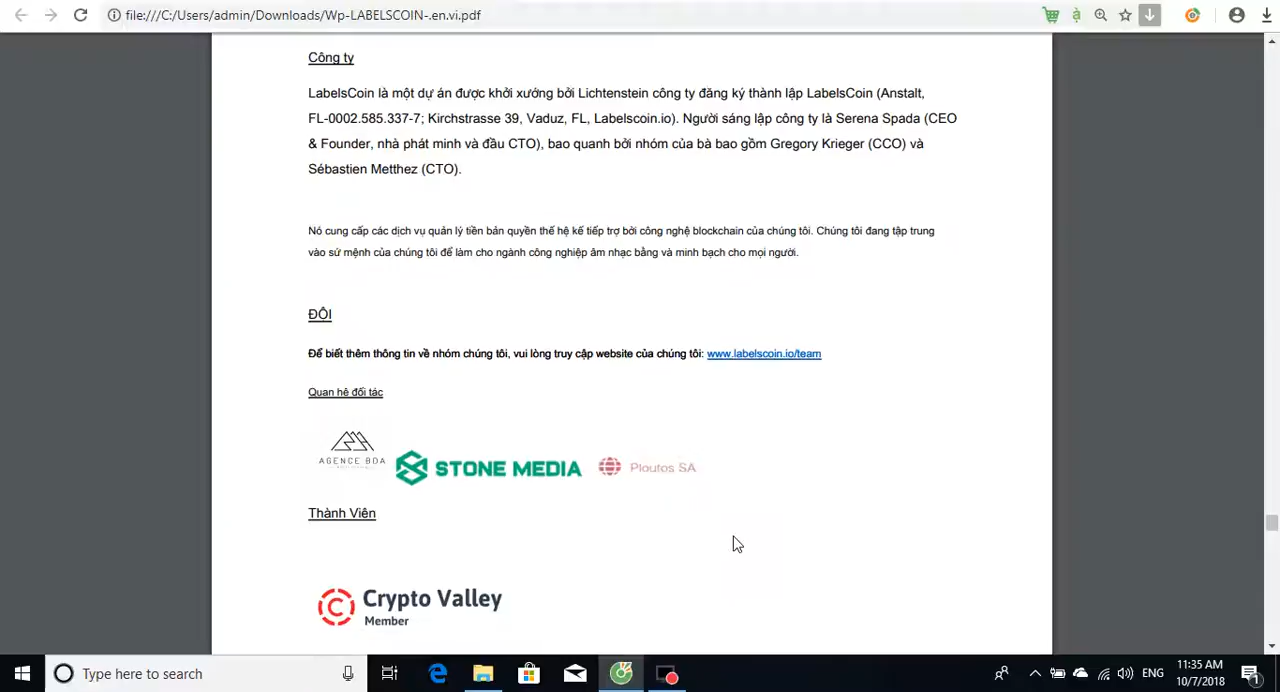 file:///C:/Users/admin/Downloads/Wp-LABELSCOIN-.en.vi.pdf
Công ty
LabelsCoin là một dự án được khởi xướng bởi Lichtenstein công ty đăng ký thành lập LabelsCoin (Anstalt,
FL-0002.585.337-7; Kirchstrasse 39, Vaduz, FL, Labelscoin.io). Người sáng lập công ty là Serena Spada (CEO
& Founder, nhà phát minh và đầu CTO), bao quanh bởi nhóm của bà bao gồm Gregory Krieger (CCO) và
Sébastien Metthez (CTO).
Nó cung cấp các dịch vụ quản lý tiền bản quyền thế hệ kế tiếp trợ bởi công nghệ blockchain của chúng tôi. Chúng tôi đang tập trung
vào sứ mệnh của chúng tôi để làm cho ngành công nghiệp âm nhạc bằng và minh bạch cho mọi người.
ĐÔI
Để biết thêm thông tin về nhóm chúng tôi, vui lòng truy cập website của chúng tôi: www.labelscoin.io/team
Quan hê đối tác
AGENCE BDA
STONE MEDIA
Ploutos SA
Thành Viên
Crypto Valley
Member
Type here to search
ENG
11:35 AM
10/7/2018
1